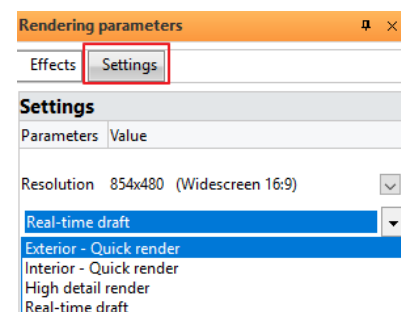 Rendering parameters
Effects Settings
Settings
Parameters Value
Resolution 854x480 (Widescreen 16:9)
Real-time draft
Exterior - Quick render
Interior - Quick render
High detail render
Real-time draft